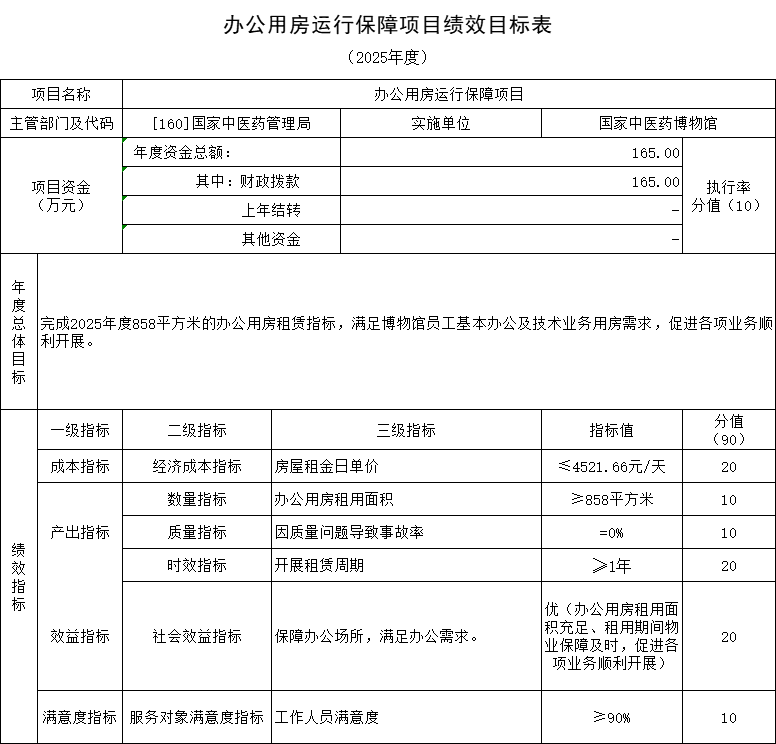 办公用房运行保障项目绩效目标表
（2025年度）
项目名称 办公用房运行保障项目
主管部门及代码 [160]国家中医药管理局 实施单位 国家中医药博物馆
项目资金
（万元）
年度资金总额： 165.00
其中：财政拨款 165.00
上年结转 -
其他资金 -
执行率
分值（10）
年度总体目标
完成2025年度858平方米的办公用房租赁指标，满足博物馆员工基本办公及技术业务用房需求，促进各项业务顺
利开展。
绩效指标
一级指标 二级指标 三级指标 指标值 分值
（90）
成本指标 经济成本指标 房屋租金日单价 ≤4521.66元/天 20
产出指标
数量指标 办公用房租用面积 ≥858平方米 10
质量指标 因质量问题导致事故率 =0% 10
时效指标 开展租赁周期 ≥1年 20
效益指标 社会效益指标 保障办公场所，满足办公需求。
优（办公用房租用面
积充足、租用期间物
业保障及时，促进各
项业务顺利开展）
20
满意度指标 服务对象满意度指标 工作人员满意度 ≥90% 10